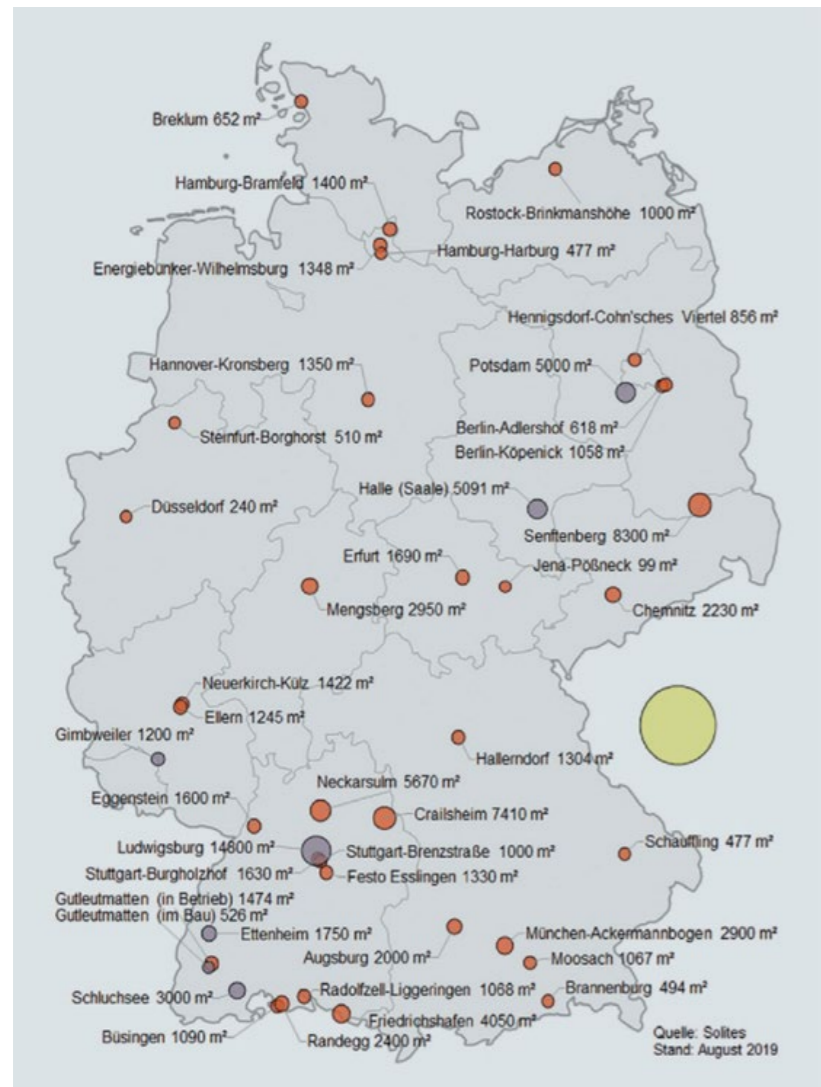 Breklum 652 m²
Hamburg-Bramfeld 1400 m²
Rostock-Brinkmanshöhe 1000 m²
Hamburg-Harburg 477 m²
Energiebunker-Wilhelmsburg 1348 m²
Hennigsdorf-Cohn'sches Viertel 856 m²
Hannover-Kronsberg 1350 m²
Potsdam 5000 m²
Berlin-Adlershof 618 m²
Steinfurt-Borghorst 510 m²
Berlin-Köpenick 1058 m²
Halle (Saale) 5091 m²
Düsseldorf 240 m²
Senftenberg 8300 m²
Erfurt 1690 m²
Jena-Pößneck 99 m²
Mengsberg 2950 m²
Chemnitz 2230 m²
Neuerkirch-Külz 1422 m²
Ellern 1245 m²
Gimbweiler 1200 m²
Hallerndorf 1304 m²
Neckarsulm 5670 m²
Eggenstein 1600 m²
Crailsheim 7410 m²
Ludwigsburg 14800 m²
Stuttgart-Brenzstraße 1000 m²
Schaufling 477 m²
Stuttgart-Burgholzhof 1630 m²
Festo Esslingen 1330 m²
Gutleutmatten (in Betrieb) 1474 m²
Gutleutmatten (im Bau) 526 m²
Ettenheim 1750 m²
München-Ackermannbogen 2900 m²
Augsburg 2000 m²
Moosach 1067 m²
Radolfzell-Liggeringen 1068 m²
Brannenburg 494 m²
Schluchsee 3000 m²
Friedrichshafen 4050 m²
Büsingen 1090 m²
Randegg 2400 m²
Quelle: Solites
Stand: August 2019